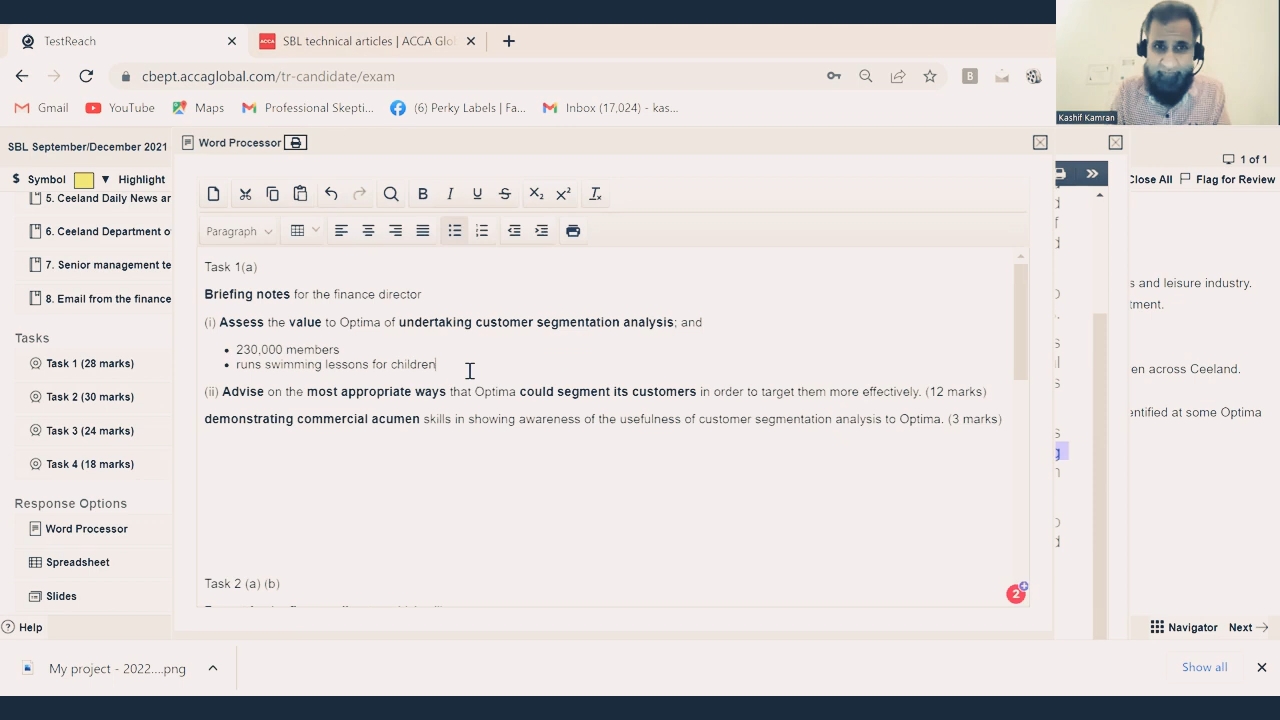 TestReach
SBL technical articles | ACCA Glo
cbept.accaglobal.com/tr-candidate/exam
B
Gmail
YouTube
Maps
Professional Skepti...
(6) Perky Labels | Fa...
Inbox (17,024) - kas...
Kashif Kamran
SBL September/December 2021
Word Processor
1 of 1
$ Symbol
Highlight
Close All
Flag for Review
5. Ceeland Daily News ar
6. Ceeland Department o
7. Senior management te
8. Email from the finance
Paragraph
Task 1(a)
Briefing notes for the finance director
(i) Assess the value to Optima of undertaking customer segmentation analysis; and
• 230,000 members
• runs swimming lessons for children
(ii) Advise on the most appropriate ways that Optima could segment its customers in order to target them more effectively. (12 marks)
demonstrating commercial acumen skills in showing awareness of the usefulness of customer segmentation analysis to Optima. (3 marks)
Task 2 (a) (b)
2
s and leisure industry.
tment.
en across Ceeland.
entified at some Optima
Tasks
Task 1 (28 marks)
Task 2 (30 marks)
Task 3 (24 marks)
Task 4 (18 marks)
Response Options
Word Processor
Spreadsheet
Slides
Help
Navigator
Next
My project - 2022....png
Show all